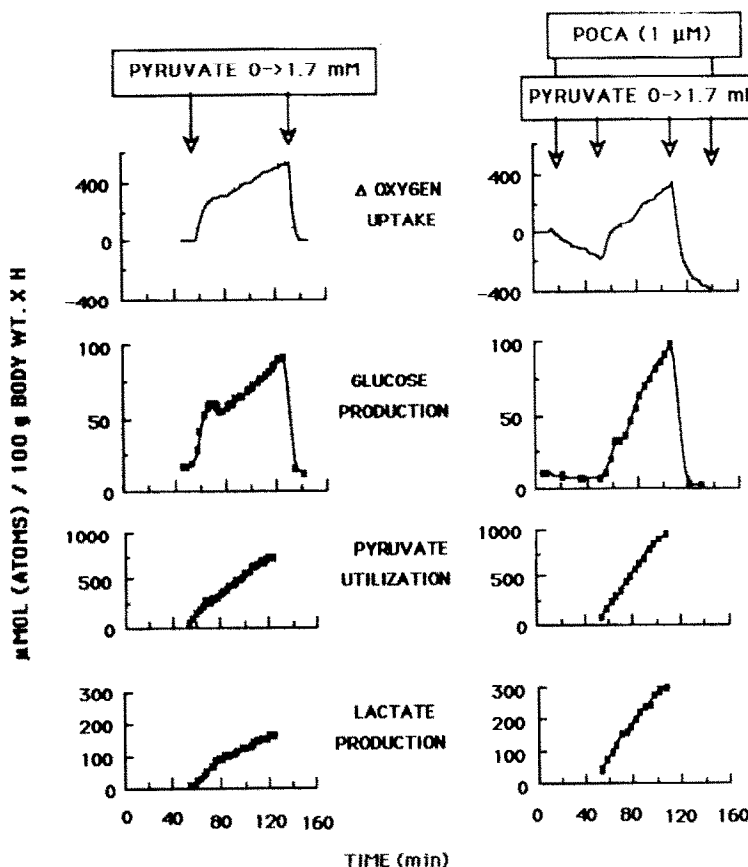 POCA (1 μM)
PYRUVATE 0->1.7 mM
PYRUVATE 0->1.7 m
400
0
-400
Δ OXYGEN
UPTAKE
400
0
-400
100
50
0
GLUCOSE
PRODUCTION
100
50
0
1000
500
0
PYRUVATE
UTILIZATION
1000
500
0
300
200
100
0
LACTATE
PRODUCTION
300
200
100
0
0 40 80 120 160
0 40 80 120 160
TIME (min)
μMOL (ATOMS) / 100 g BODY WT. X H